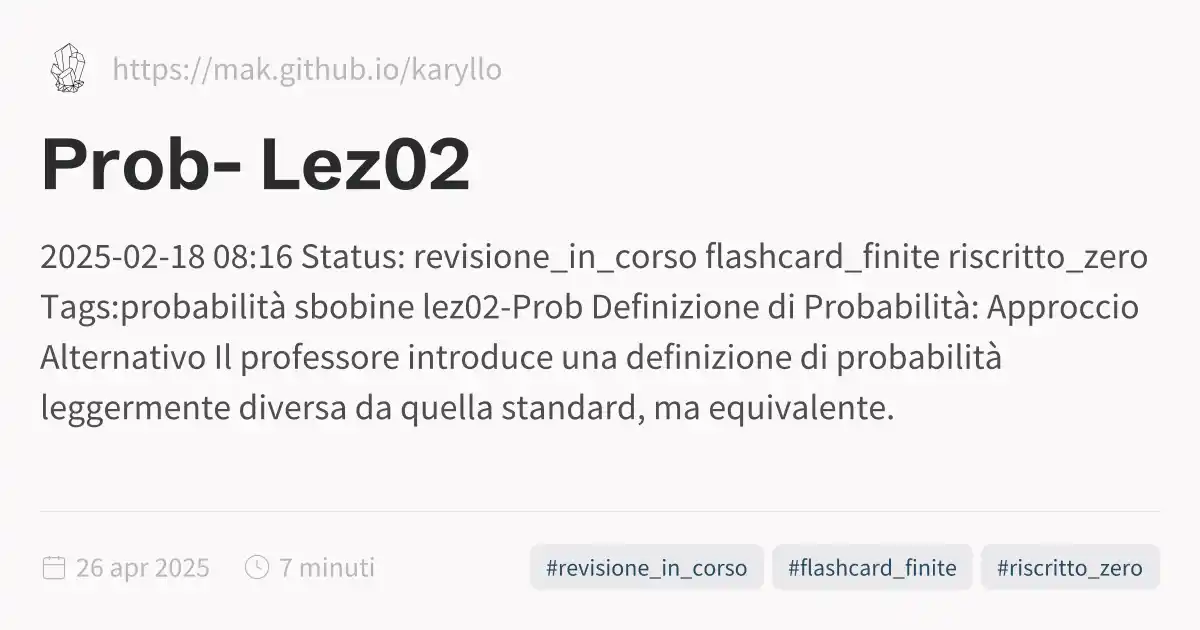 https://mak.github.io/karyllo
Prob- Lez02
2025-02-18 08:16 Status: revisione_in_corso flashcard_finite riscritto_zero
Tags:probabilità sbobine lez02-Prob Definizione di Probabilità: Approccio
Alternativo Il professore introduce una definizione di probabilità
leggermente diversa da quella standard, ma equivalente.
26 apr 2025 7 minuti #revisione_in_corso #flashcard_finite #riscritto_zero